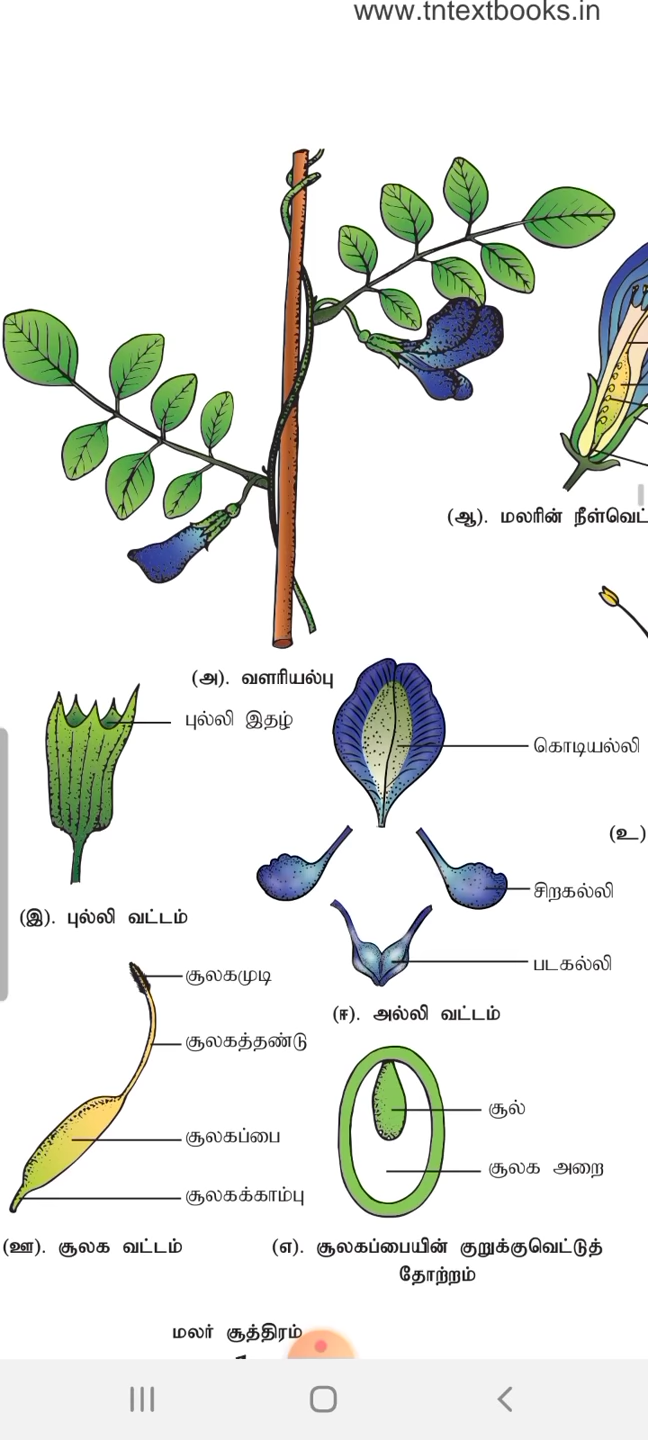 www.tntextbooks.in
(ஆ). மலரின்
(அ). வளரியல்பு
புல்லி இதழ்
கொடியல்லி
(உ)
சிறகல்லி
(இ). புல்லி வட்டம்
படகல்லி
சூலகமுடி
(ஈ). அல்லி வட்டம்
சூலகத்தண்டு
சூல்
சூலகப்பை
சூலக அறை
சூலகக்காம்பு
(ஊ). சூலக வட்டம்
(எ). சூலகப்பையின் குறுக்குவெட்டுத்
தோற்றம்
மலர் சூத்திரம்